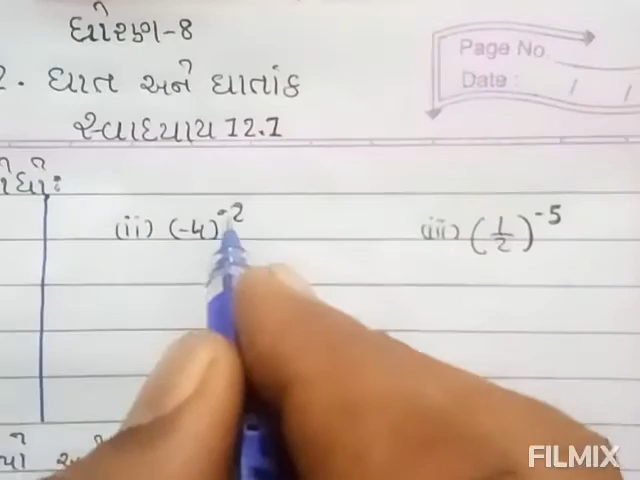 ધોરણ-8
Page No.
2. ઘાત અને ઘાતાંક
Date : / /
સ્વાધ્યાય 12.1
(ii) (-4)^-2
(iii) (1/2)^-5
FILMIX